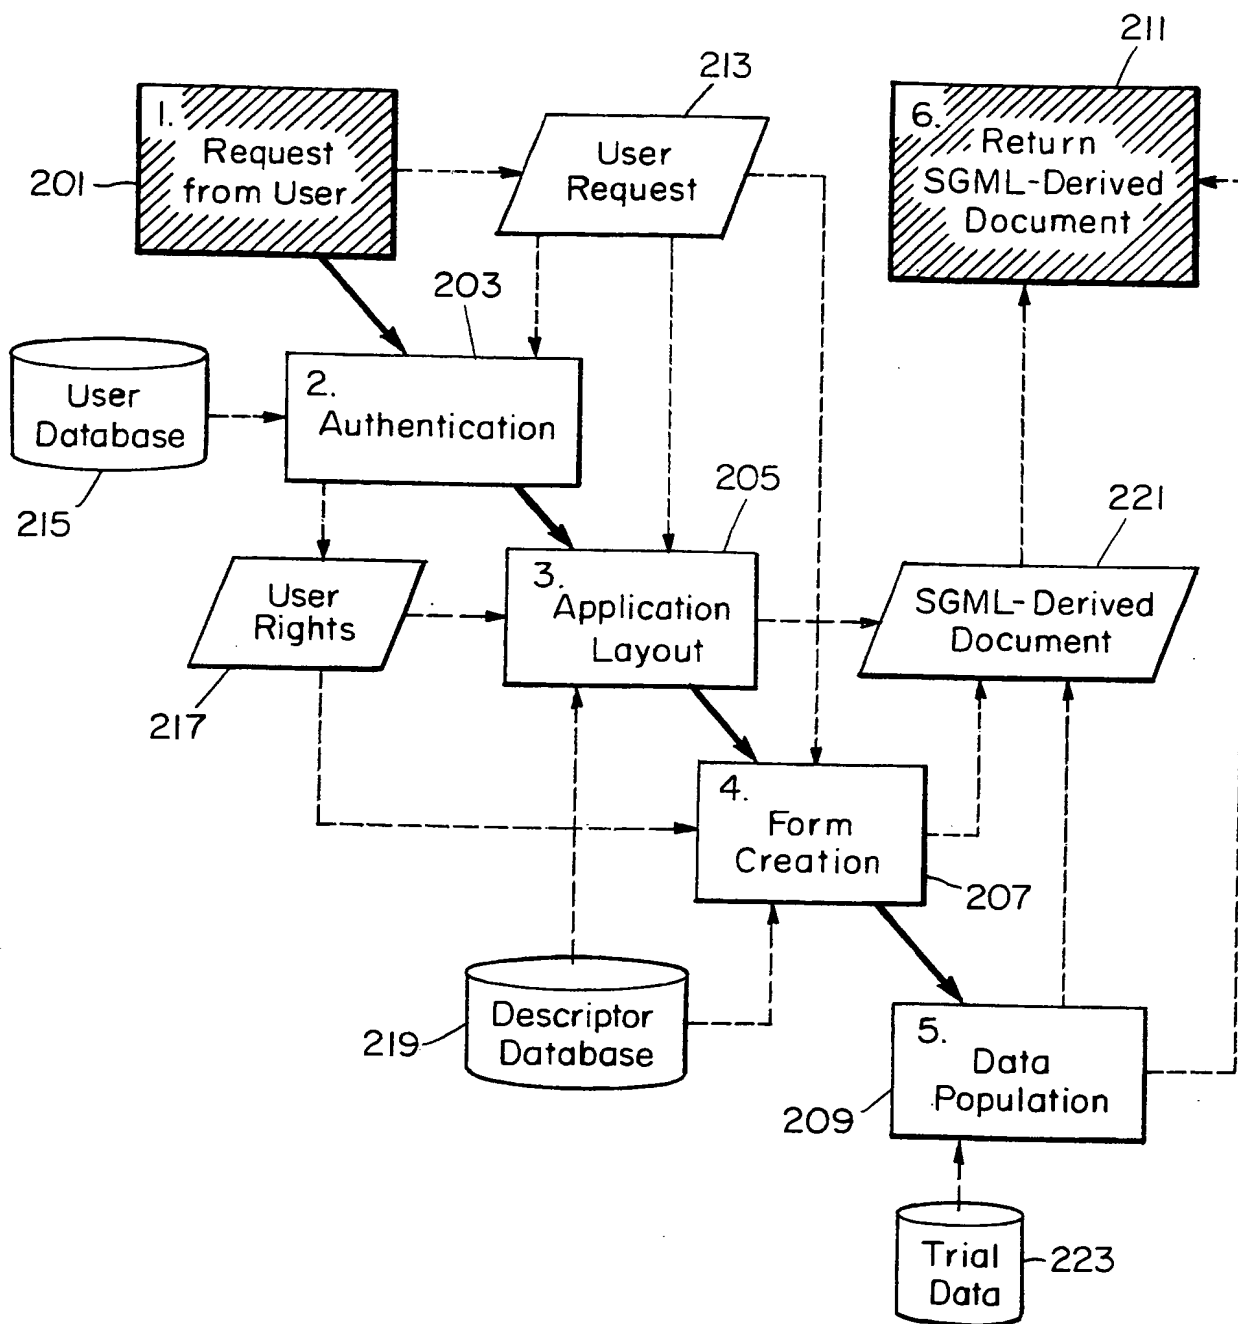 211
213
1.
Request
from User
201
User
Request
6.
Return
SGML-Derived
Document
203
User
Database
215
2.
Authentication
205
221
User
Rights
217
3.
Application
Layout
SGML-Derived
Document
4.
Form
Creation
207
Descriptor
Database
219
5.
Data
Population
209
Trial
Data
223